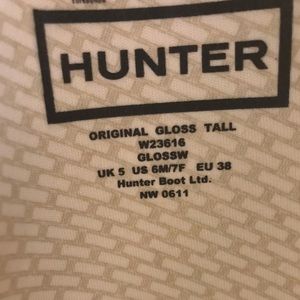 HUNTER
ORIGINAL GLOSS TALL
W23616
GLOSSW
UK 5 US 6M/7F EU 38
Hunter Boot Ltd.
NW 0611